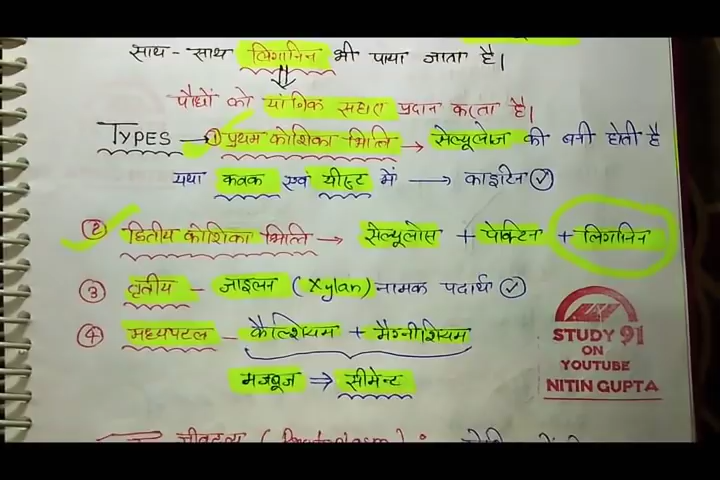 साथ-साथ लिगानिन भी पाया जाता है।
पौधों को यांत्रिक सहारा प्रदान करता है।
TYPES → ① प्रथम कोशिका भित्ति → सेल्यूलोज की बनी होती है
यथा कवक एवं यीस्ट में → काइटिन
② द्वितीय कोशिका भित्ति → सेल्यूलोस + पेक्टिन + लिगानिन
③ तृतीय - जाइलन (Xylan) नामक पदार्थ
④ मध्यपटल - कैल्शियम + मैग्नीशियम
मजबूज ⇒ सीमेन्ट
STUDY 91
ON
YOUTUBE
NITIN GUPTA